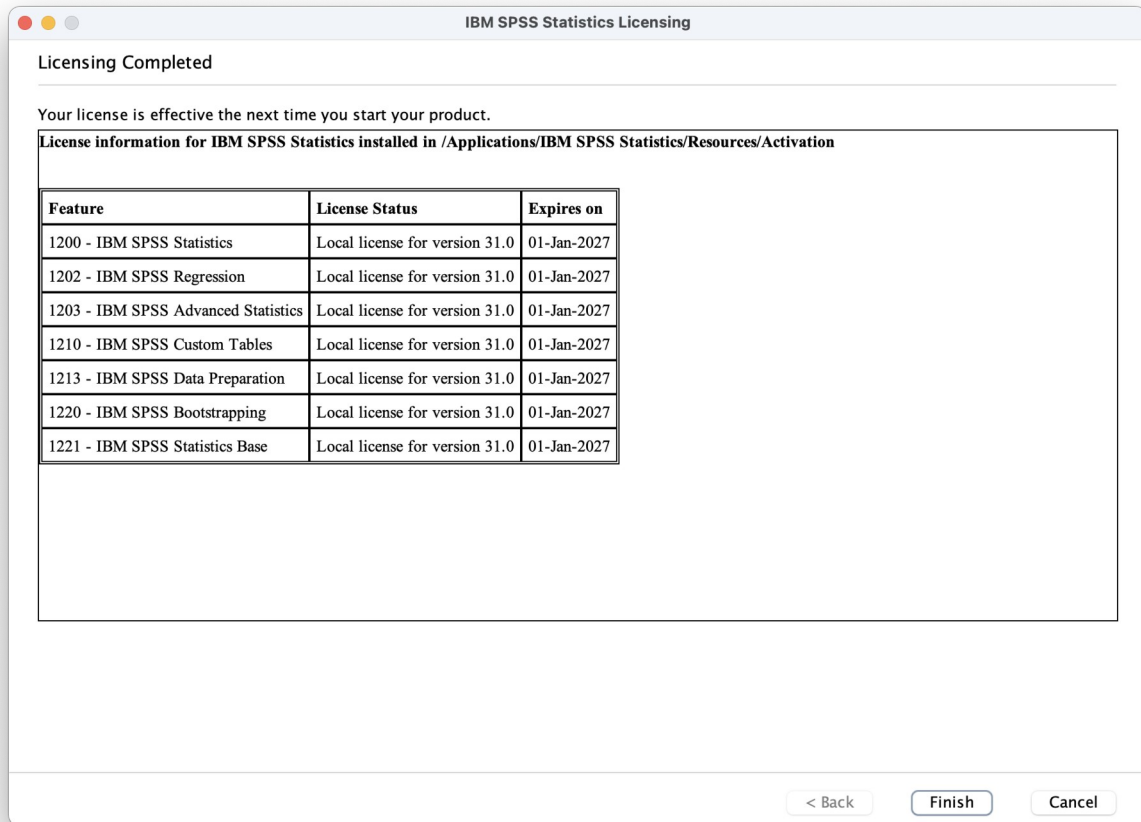 IBM SPSS Statistics Licensing
Licensing Completed
Your license is effective the next time you start your product.
License information for IBM SPSS Statistics installed in /Applications/IBM SPSS Statistics/Resources/Activation
Feature License Status Expires on
1200 - IBM SPSS Statistics Local license for version 31.0 01-Jan-2027
1202 - IBM SPSS Regression Local license for version 31.0 01-Jan-2027
1203 - IBM SPSS Advanced Statistics Local license for version 31.0 01-Jan-2027
1210 - IBM SPSS Custom Tables Local license for version 31.0 01-Jan-2027
1213 - IBM SPSS Data Preparation Local license for version 31.0 01-Jan-2027
1220 - IBM SPSS Bootstrapping Local license for version 31.0 01-Jan-2027
1221 - IBM SPSS Statistics Base Local license for version 31.0 01-Jan-2027
< Back Finish Cancel